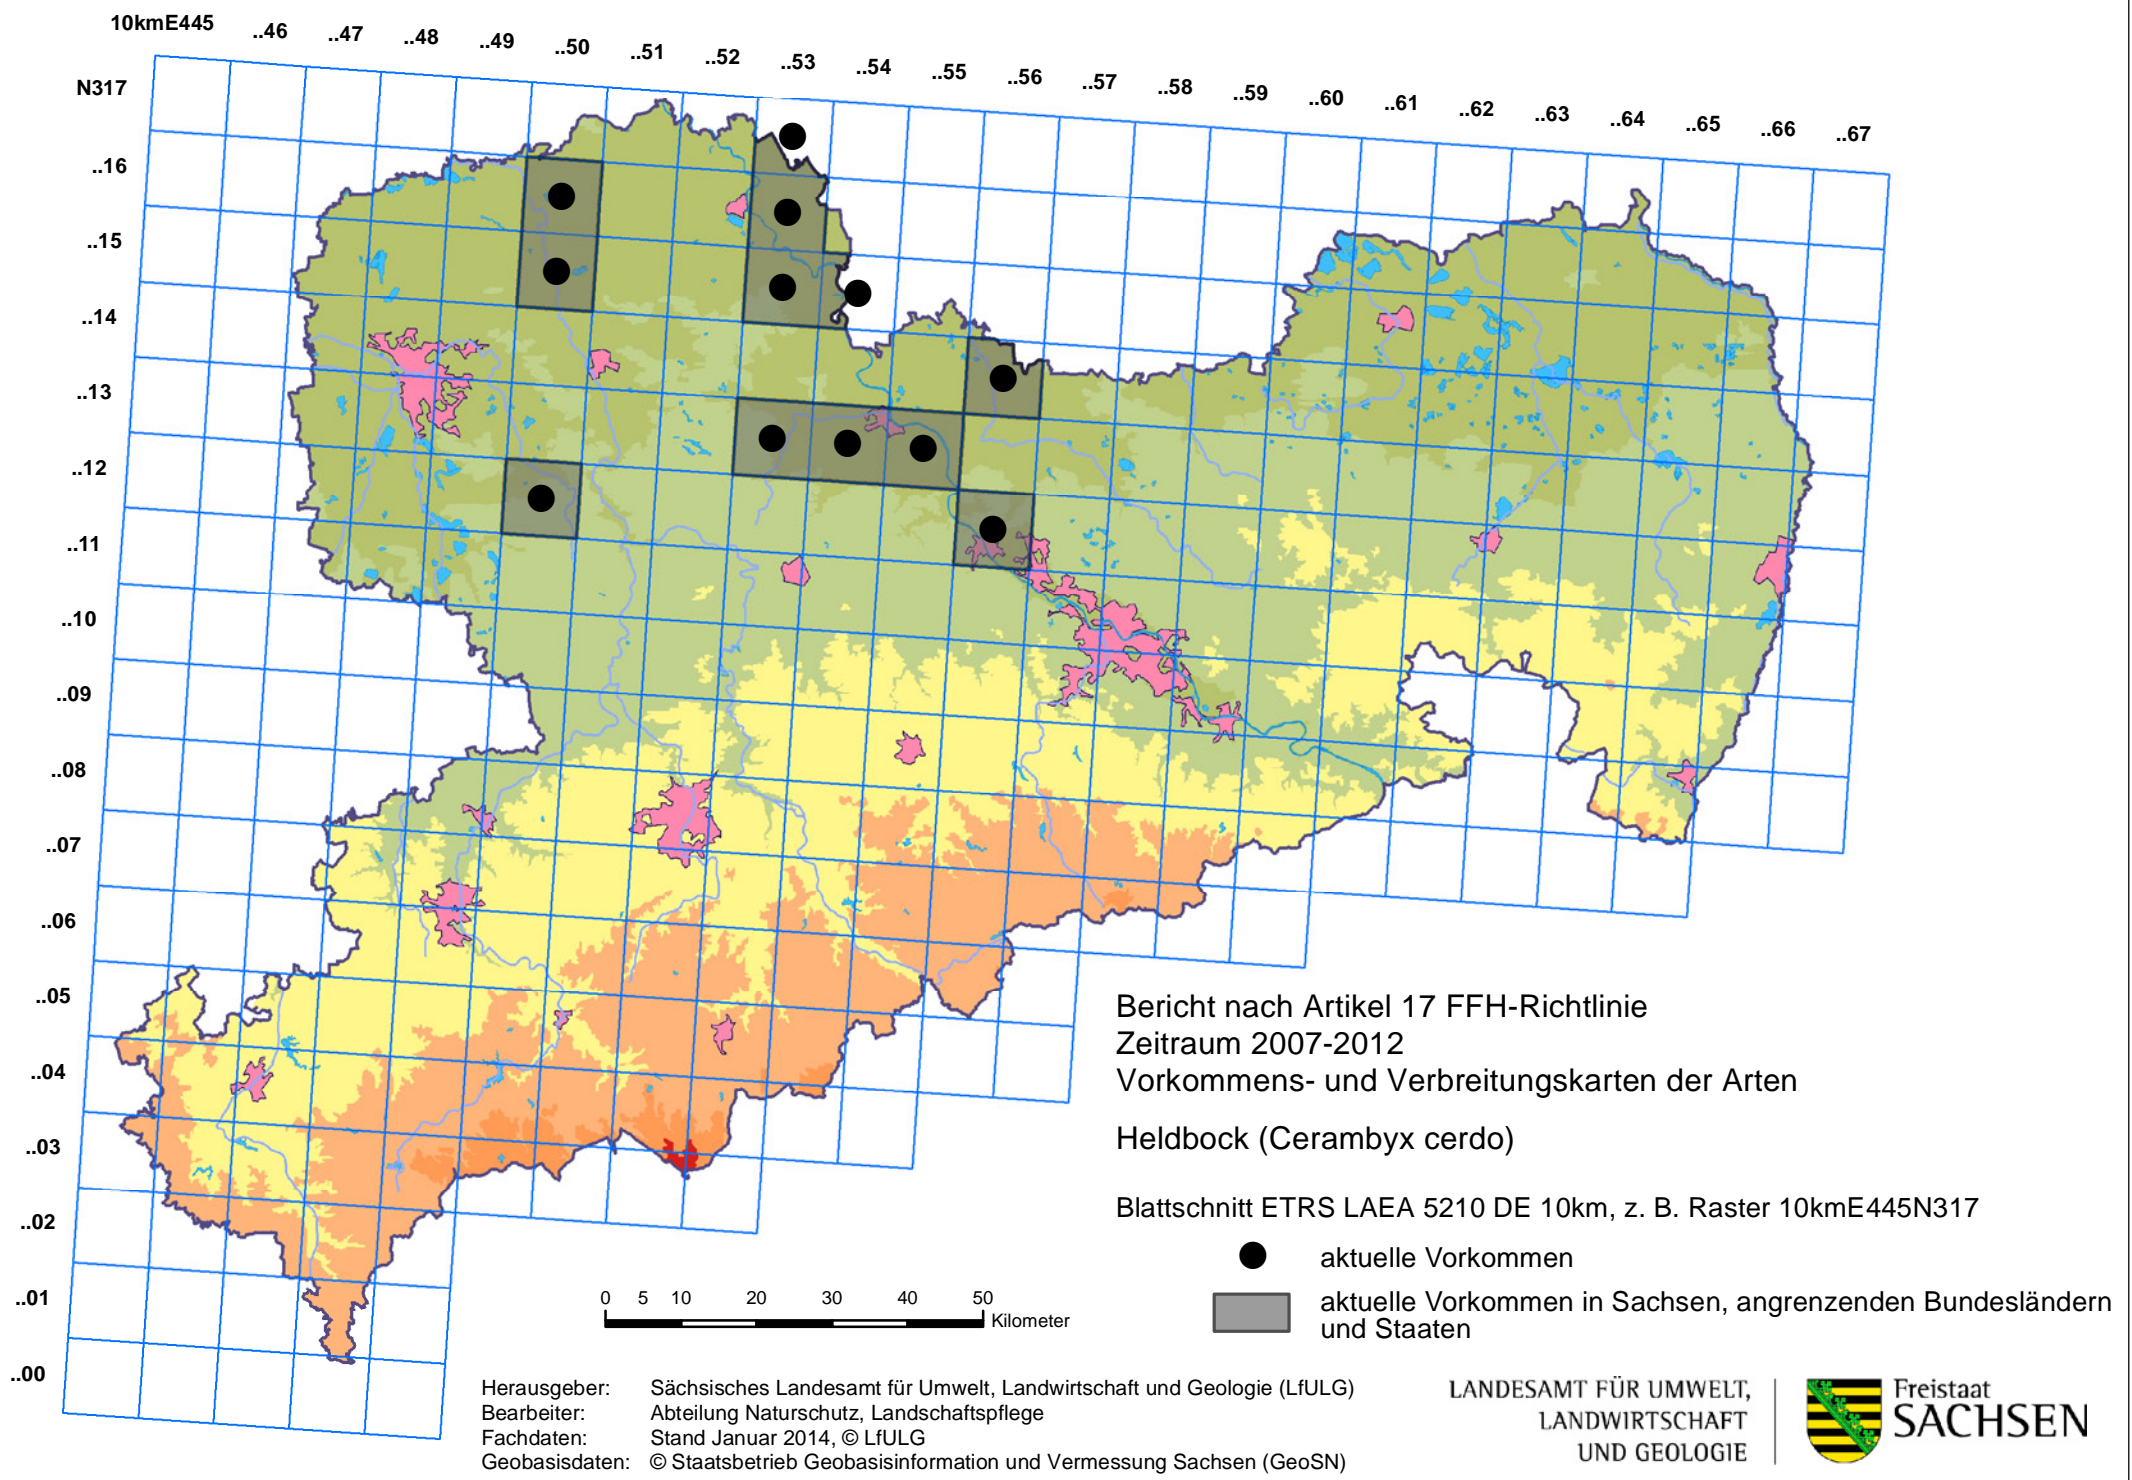 10kmE445 ..46 ..47 ..48 ..49 ..50 ..51 ..52 ..53 ..54 ..55 ..56 ..57 ..58 ..59 ..60 ..61 ..62 ..63 ..64 ..65 ..66 ..67
N317
..16
..15
..14
..13
..12
..11
..10
..09
..08
..07
..06
..05
..04
..03
..02
..01
..00
Bericht nach Artikel 17 FFH-Richtlinie
Zeitraum 2007-2012
Vorkommens- und Verbreitungskarten der Arten
Heldbock (Cerambyx cerdo)
Blattschnitt ETRS LAEA 5210 DE 10km, z. B. Raster 10kmE445N317
aktuelle Vorkommen
aktuelle Vorkommen in Sachsen, angrenzenden Bundesländern
und Staaten
0 5 10 20 30 40 50
Kilometer
Herausgeber: Sächsisches Landesamt für Umwelt, Landwirtschaft und Geologie (LfULG)
Bearbeiter: Abteilung Naturschutz, Landschaftspflege
Fachdaten: Stand Januar 2014, © LfULG
Geobasisdaten: © Staatsbetrieb Geobasisinformation und Vermessung Sachsen (GeoSN)
LANDESAMT FÜR UMWELT,
LANDWIRTSCHAFT
UND GEOLOGIE
Freistaat
SACHSEN